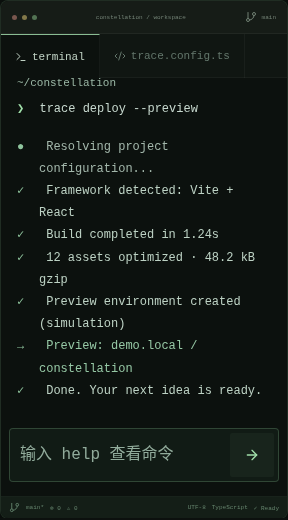 constellation / workspace
main
terminal
trace.config.ts
~/constellation
❯ trace deploy --preview
● Resolving project
configuration...
✓ Framework detected: Vite +
React
✓ Build completed in 1.24s
✓ 12 assets optimized · 48.2 kB
gzip
✓ Preview environment created
(simulation)
→ Preview: demo.local /
constellation
✓ Done. Your next idea is ready.
输入 help 查看命令
main* 0 0 UTF-8 TypeScript ✓ Ready